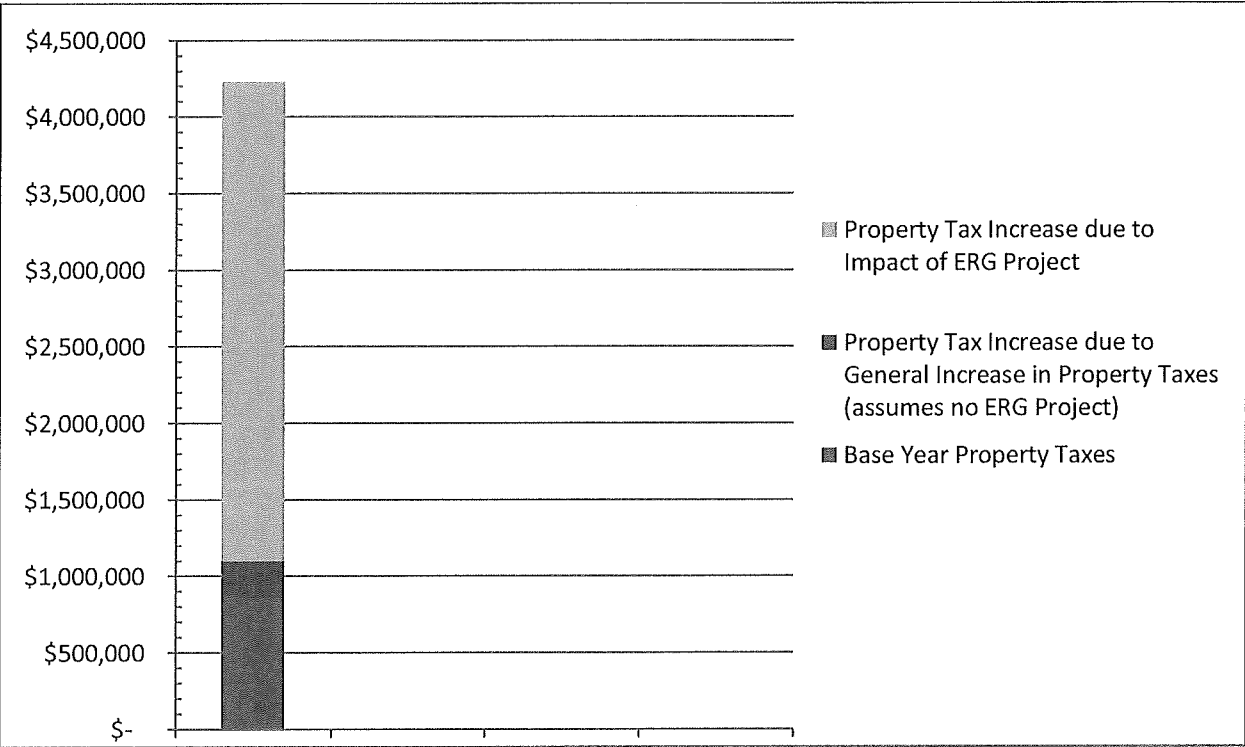 $4,500,000
$4,000,000
$3,500,000
$3,000,000
$2,500,000
$2,000,000
$1,500,000
$1,000,000
$500,000
$-
Property Tax Increase due to
Impact of ERG Project
Property Tax Increase due to
General Increase in Property Taxes
(assumes no ERG Project)
Base Year Property Taxes